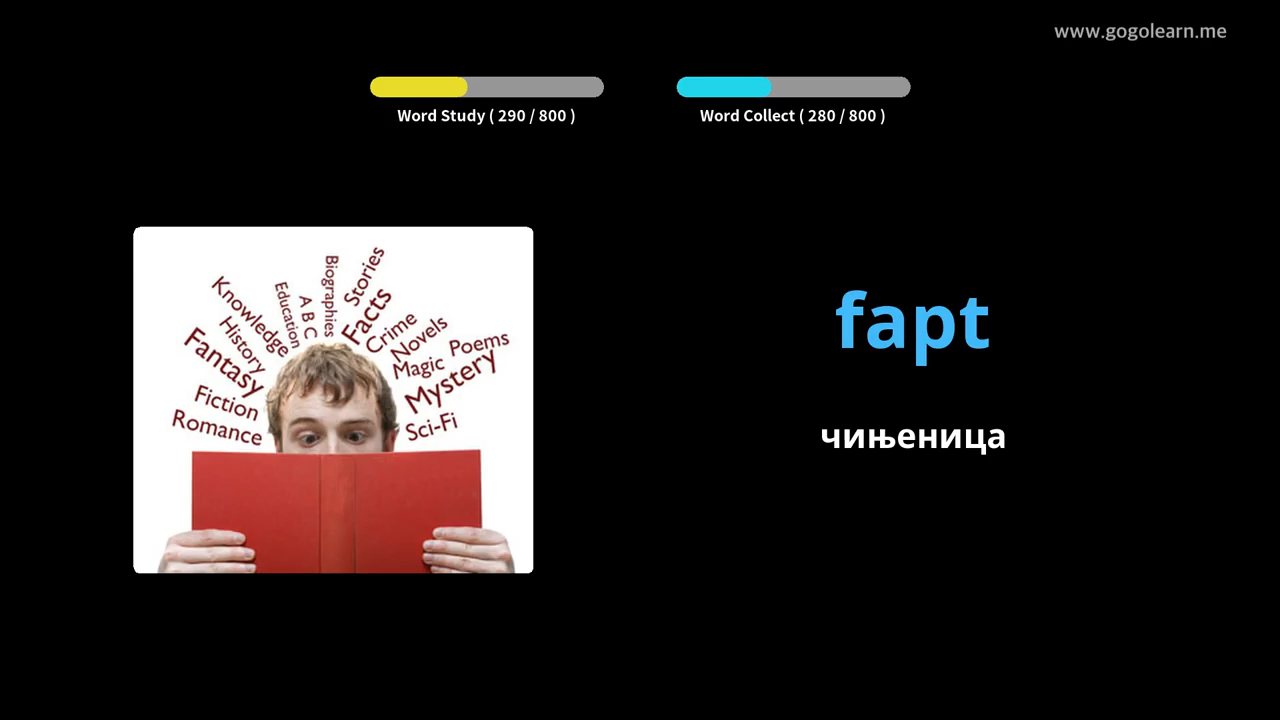 www.gogolearn.me
Word Study ( 290 / 800 )
Word Collect ( 280 / 800 )
Biographies
Stories
Education
A B C
Facts
Knowledge
Crime
History
Novels
Fantasy
Magic
Poems
Mystery
Fiction
Romance
Sci-Fi
fapt
чињеница